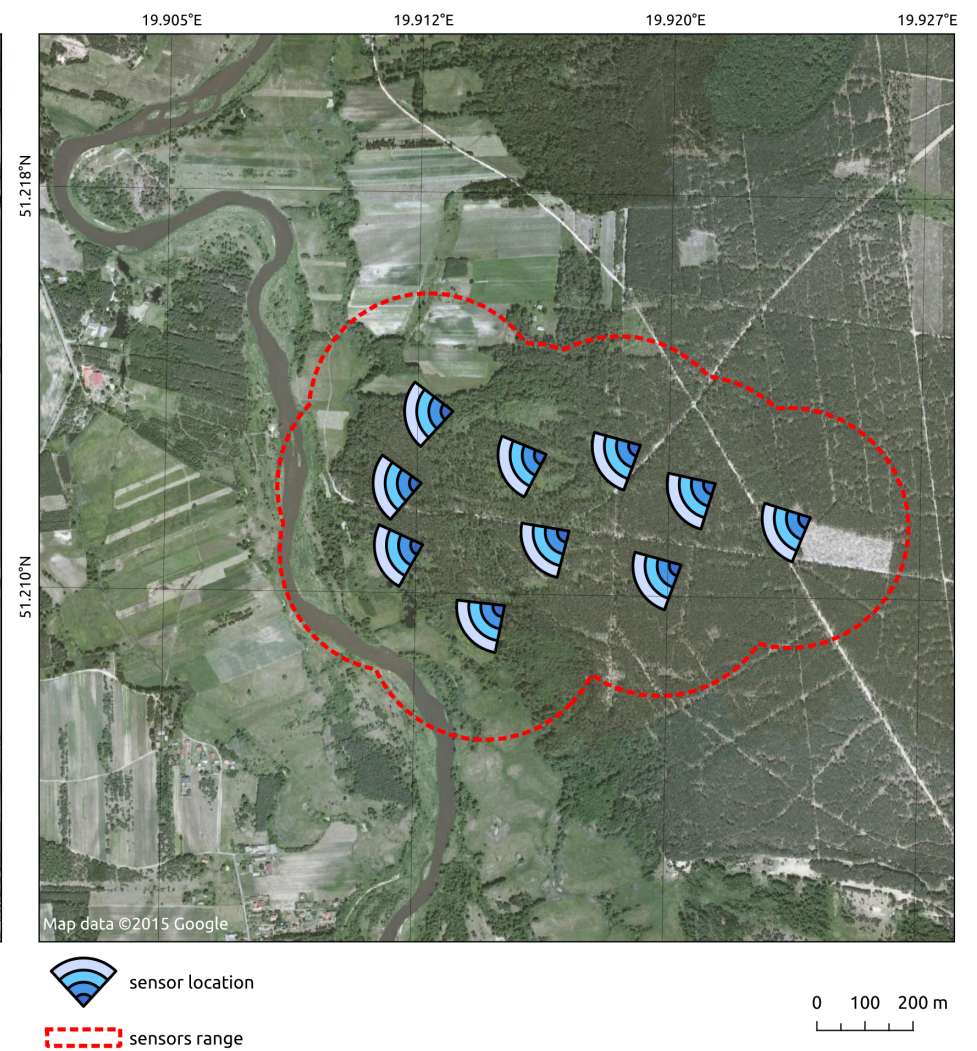 19.905°E 19.912°E 19.920°E 19.927°E
51.218°N
51.210°N
Map data ©2015 Google
sensor location
0 100 200 m
sensors range